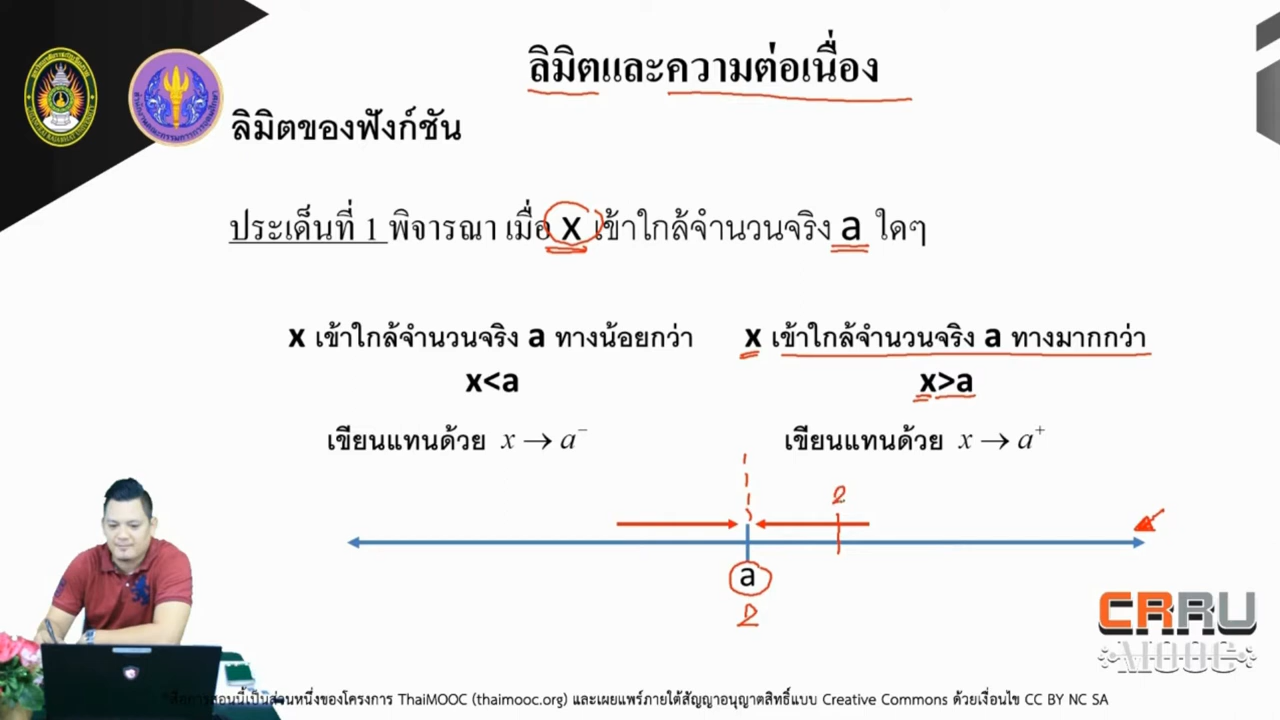 ลิมิตและความต่อเนื่อง
ลิมิตของฟังก์ชัน
ประเด็นที่ 1 พิจารณา เมื่อ x เข้าใกล้จำนวนจริง a ใดๆ
x เข้าใกล้จำนวนจริง a ทางน้อยกว่า
x<a
เขียนแทนด้วย x → a⁻
x เข้าใกล้จำนวนจริง a ทางมากกว่า
x>a
เขียนแทนด้วย x → a⁺
2
a
2
CRRU
MOOC
"สื่อการสอนนี้เป็นส่วนหนึ่งของโครงการ ThaiMOOC (thaimooc.org) และเผยแพร่ภายใต้สัญญาอนุญาตสิทธิ์แบบ Creative Commons ด้วยเงื่อนไข CC BY NC SA